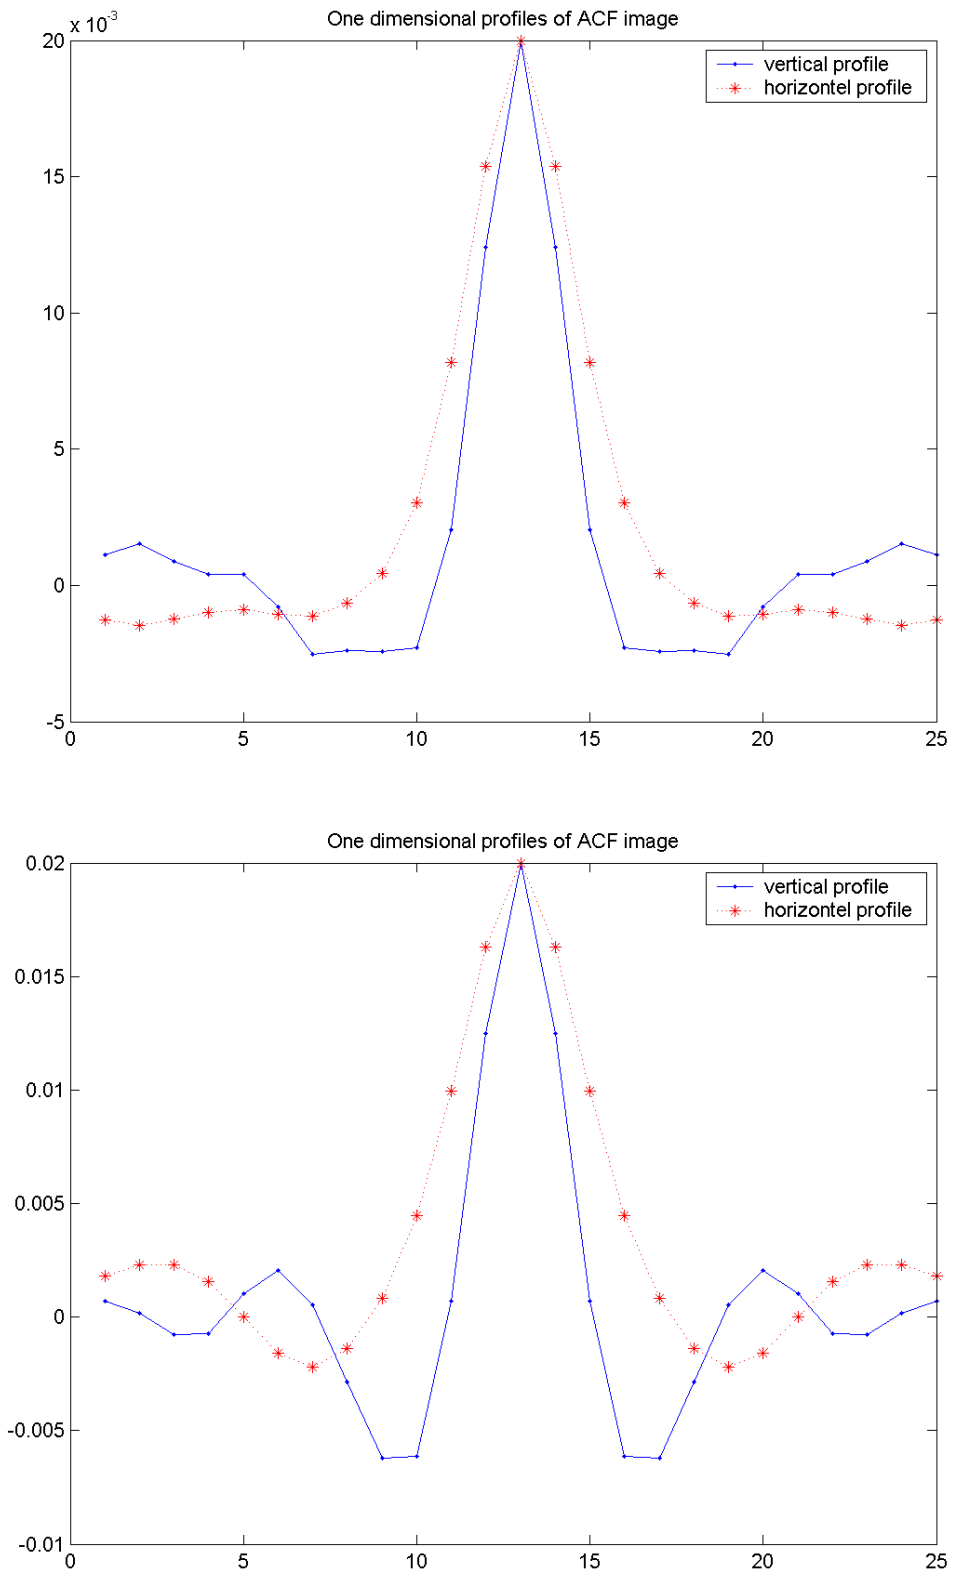 One dimensional profiles of ACF image
x 10-3
20
15
10
5
0
-5
0 5 10 15 20 25
vertical profile
horizontel profile
One dimensional profiles of ACF image
0.02
0.015
0.01
0.005
0
-0.005
-0.01
0 5 10 15 20 25
vertical profile
horizontel profile